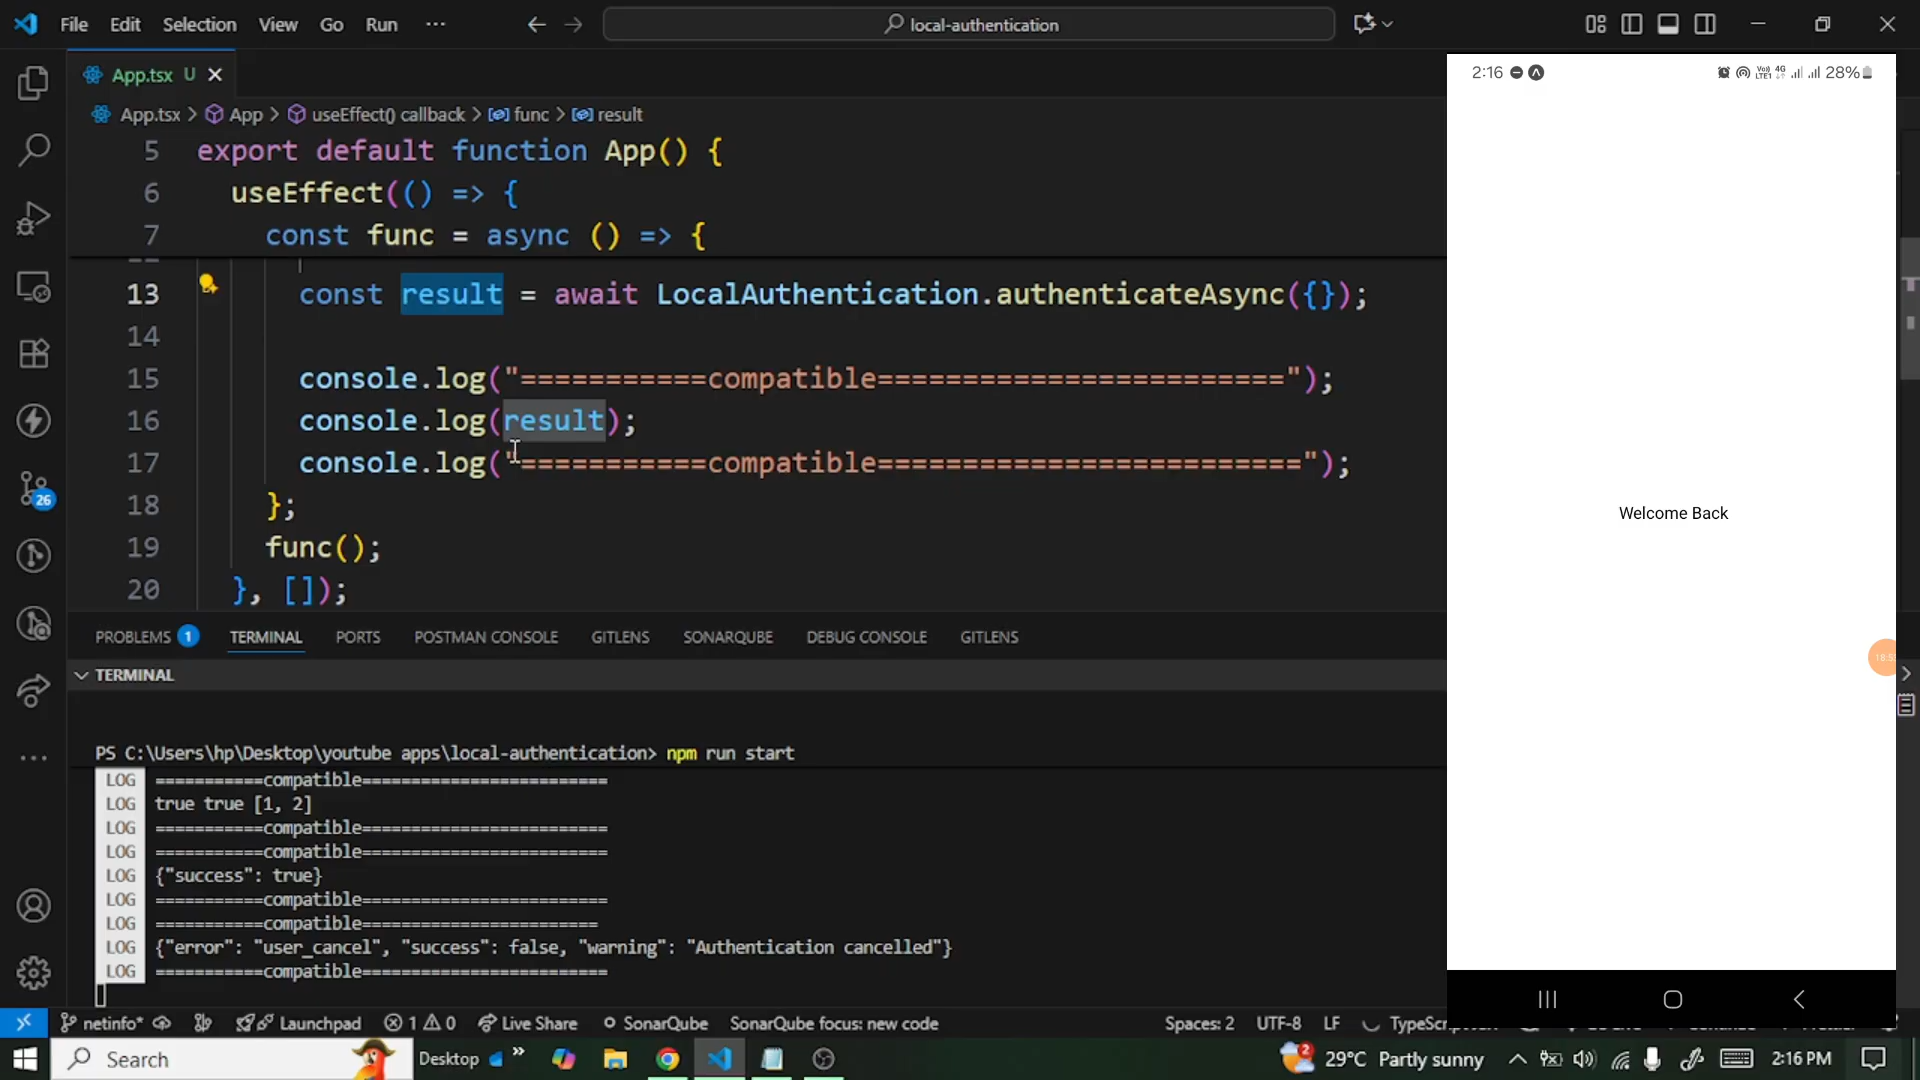 File Edit Selection View Go Run ··· local-authentication
App.tsx U
App.tsx > App > useEffect() callback > func > result
5 export default function App() {
6 useEffect(() => {
7 const func = async () => {
13 const result = await LocalAuthentication.authenticateAsync({});
14
15 console.log("===========compatible========================");
16 console.log(result);
17 console.log("===========compatible=========================");
18 };
19 func();
20 }, []);
PROBLEMS 1 TERMINAL PORTS POSTMAN CONSOLE GITLENS SONARQUBE DEBUG CONSOLE GITLENS
TERMINAL
PS C:\Users\hp\Desktop\youtube apps\local-authentication> npm run start
LOG ===========compatible=========================
LOG true true [1, 2]
LOG ===========compatible=========================
LOG ===========compatible=========================
LOG {"success": true}
LOG ===========compatible=========================
LOG ===========compatible========================
LOG {"error": "user_cancel", "success": false, "warning": "Authentication cancelled"}
LOG ===========compatible=========================
26
netinfo* Launchpad 1 0 Live Share SonarQube SonarQube focus: new code Spaces: 2 UTF-8 LF
Search Desktop 2 29°C Partly sunny 2:16 PM
2:16 4G 28%
Welcome Back